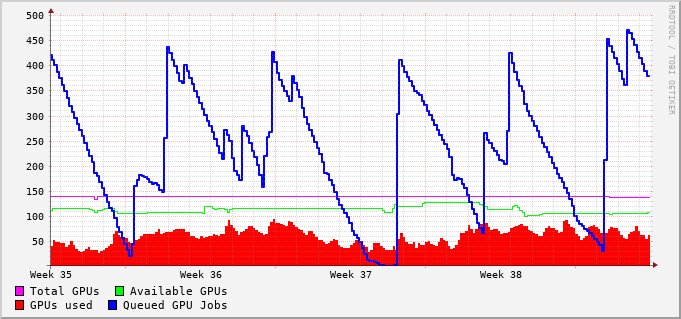 500
450
400
350
300
250
200
150
100
50
RRDTOOL / TOBI OETIKER
Week 35 Week 36 Week 37 Week 38
Total GPUs Available GPUs
GPUs used Queued GPU Jobs